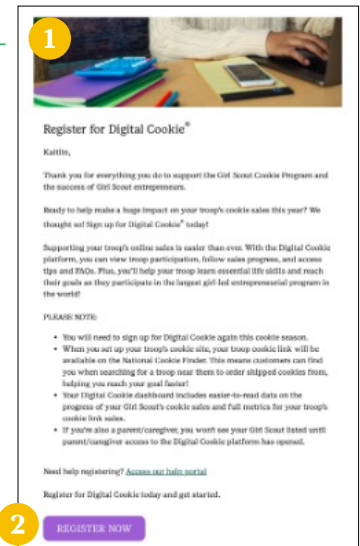 1
Register for Digital Cookie®
Kaitlin,
Thank you for everything you do to support the Girl Scout Cookie Program and
the success of Girl Scout entrepreneurs.
Ready to help make a huge impact on your troop's cookie sales this year? We
thought so! Sign up for Digital Cookie® today!
Supporting your troop's online sales is easier than ever. With the Digital Cookie
platform, you can view troop participation, follow sales progress, and access
tips and FAQs. Plus, you'll help your troop learn essential life skills and reach
their goals as they participate in the largest girl-led entrepreneurial program in
the world!
PLEASE NOTE:
• You will need to sign up for Digital Cookie again this cookie season.
• When you set up your troop's cookie site, your troop cookie link will be
available on the National Cookie Finder. This means customers can find
you when searching for a troop near them to order shipped cookies from,
helping you reach your goal faster!
• Your Digital Cookie dashboard includes easier-to-read data on the
progress of your Girl Scout's cookie sales and full metrics for your troop's
cookie link sales.
• If you're also a parent/caregiver, you won't see your Girl Scout listed until
parent/caregiver access to the Digital Cookie platform has opened.
Need help registering? Access our help portal
Register for Digital Cookie today and get started.
2
REGISTER NOW